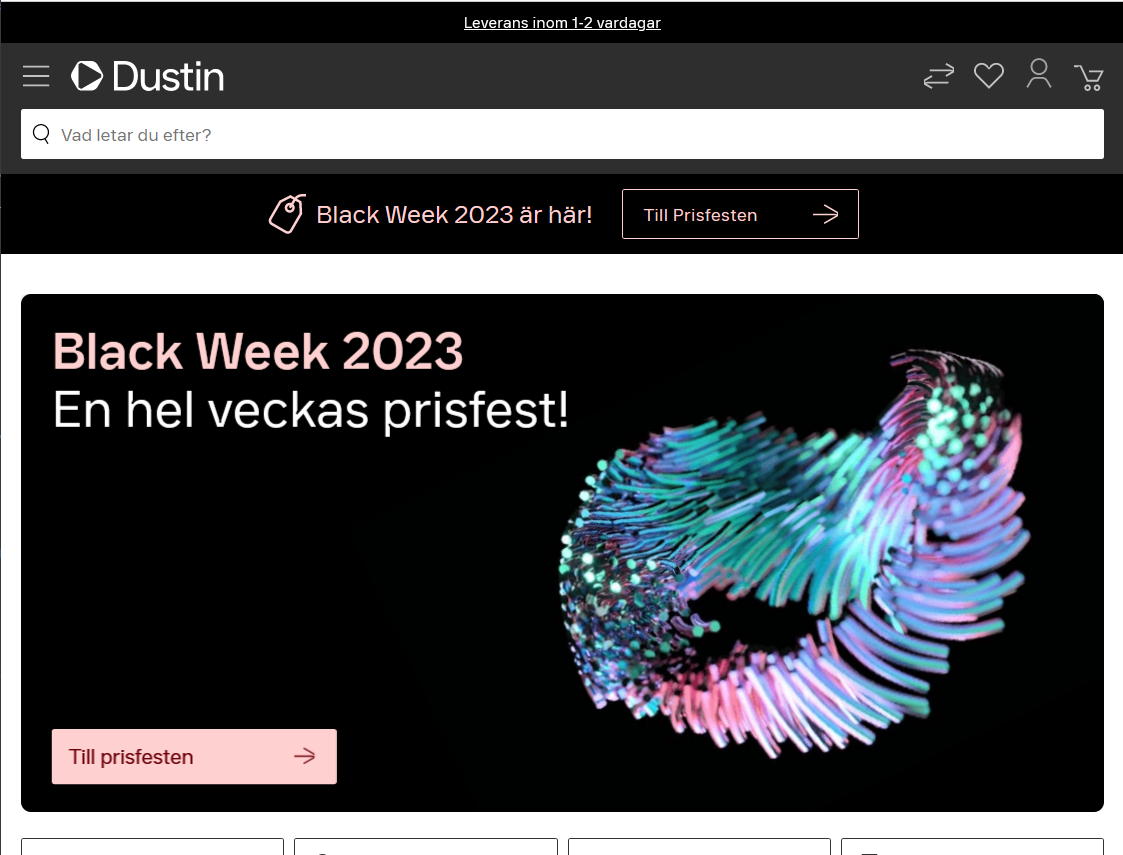 Leverans inom 1-2 vardagar
Dustin
Vad letar du efter?
Black Week 2023 är här!
Till Prisfesten
Black Week 2023
En hel veckas prisfest!
Till prisfesten